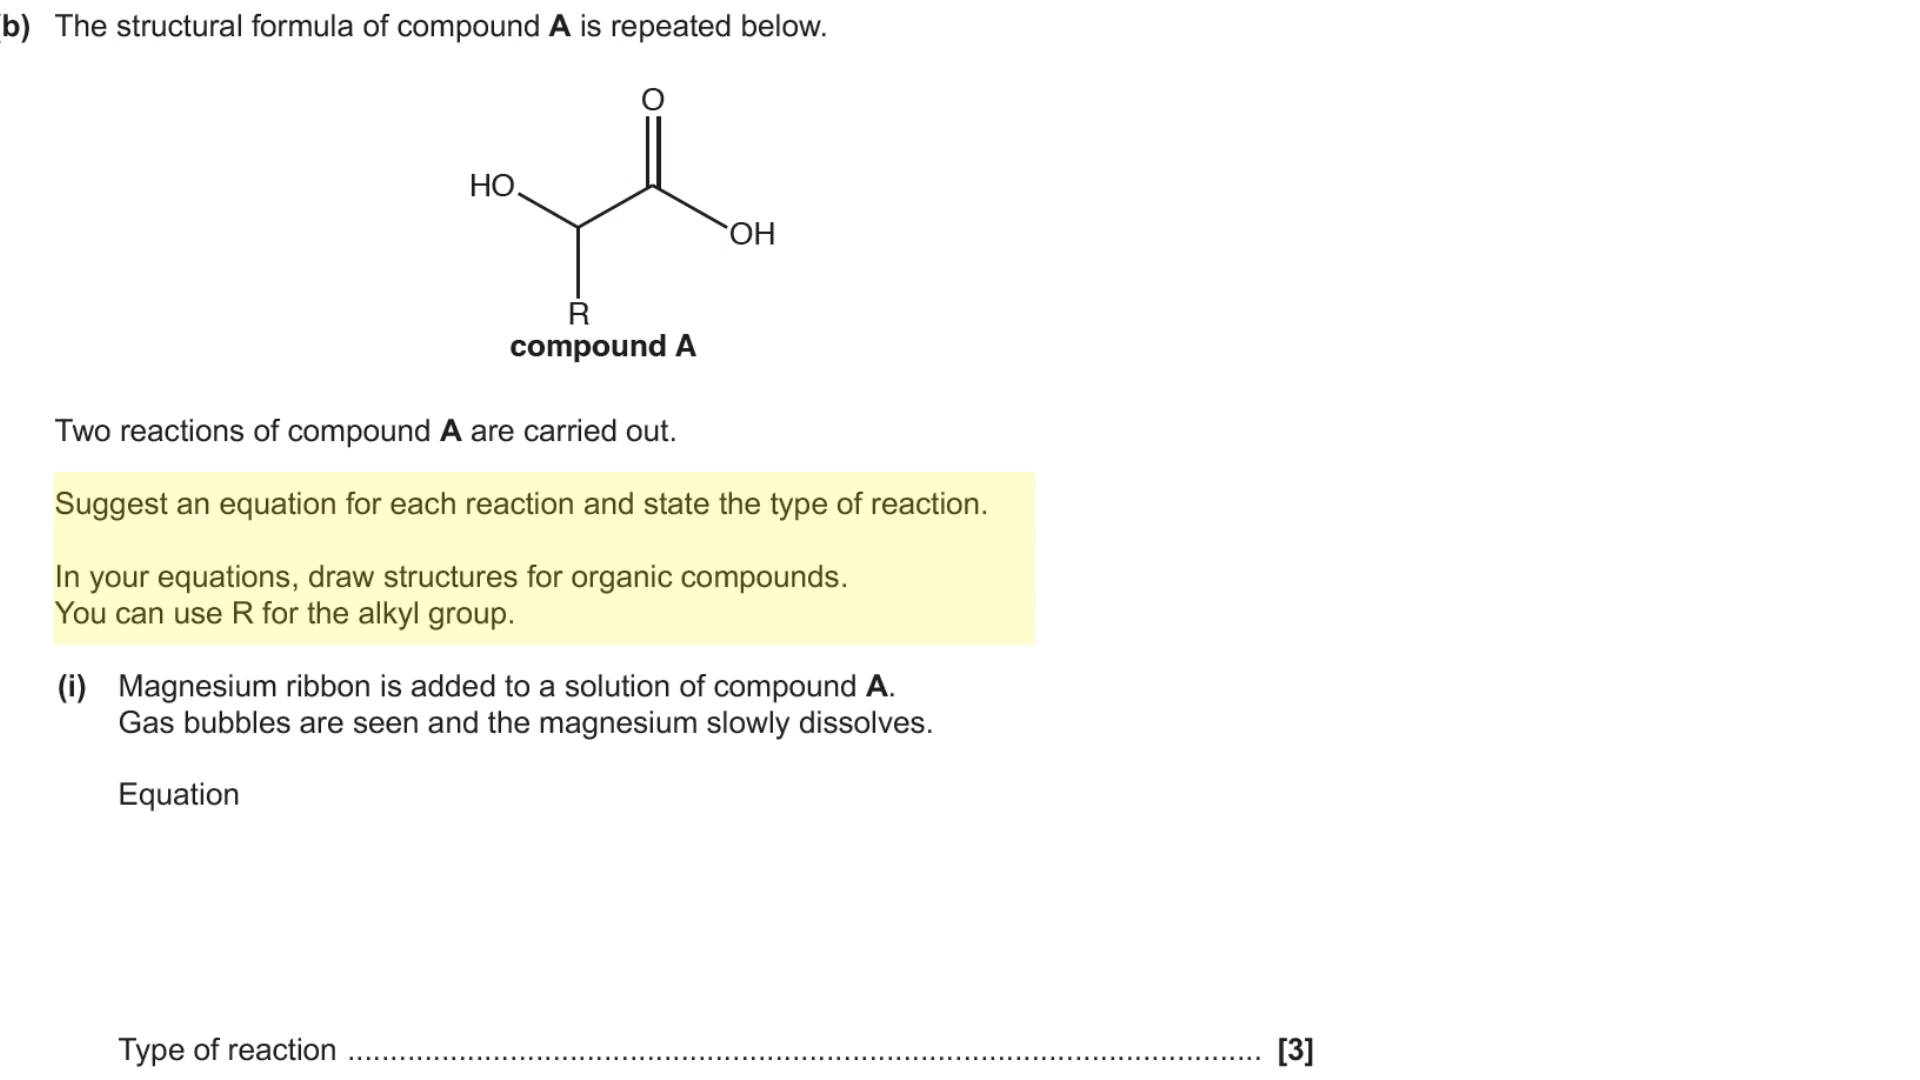 b) The structural formula of compound A is repeated below.
O
HO
OH
R
compound A
Two reactions of compound A are carried out.
Suggest an equation for each reaction and state the type of reaction.
In your equations, draw structures for organic compounds.
You can use R for the alkyl group.
(i) Magnesium ribbon is added to a solution of compound A.
Gas bubbles are seen and the magnesium slowly dissolves.
Equation
Type of reaction ............................................................................................................ [3]